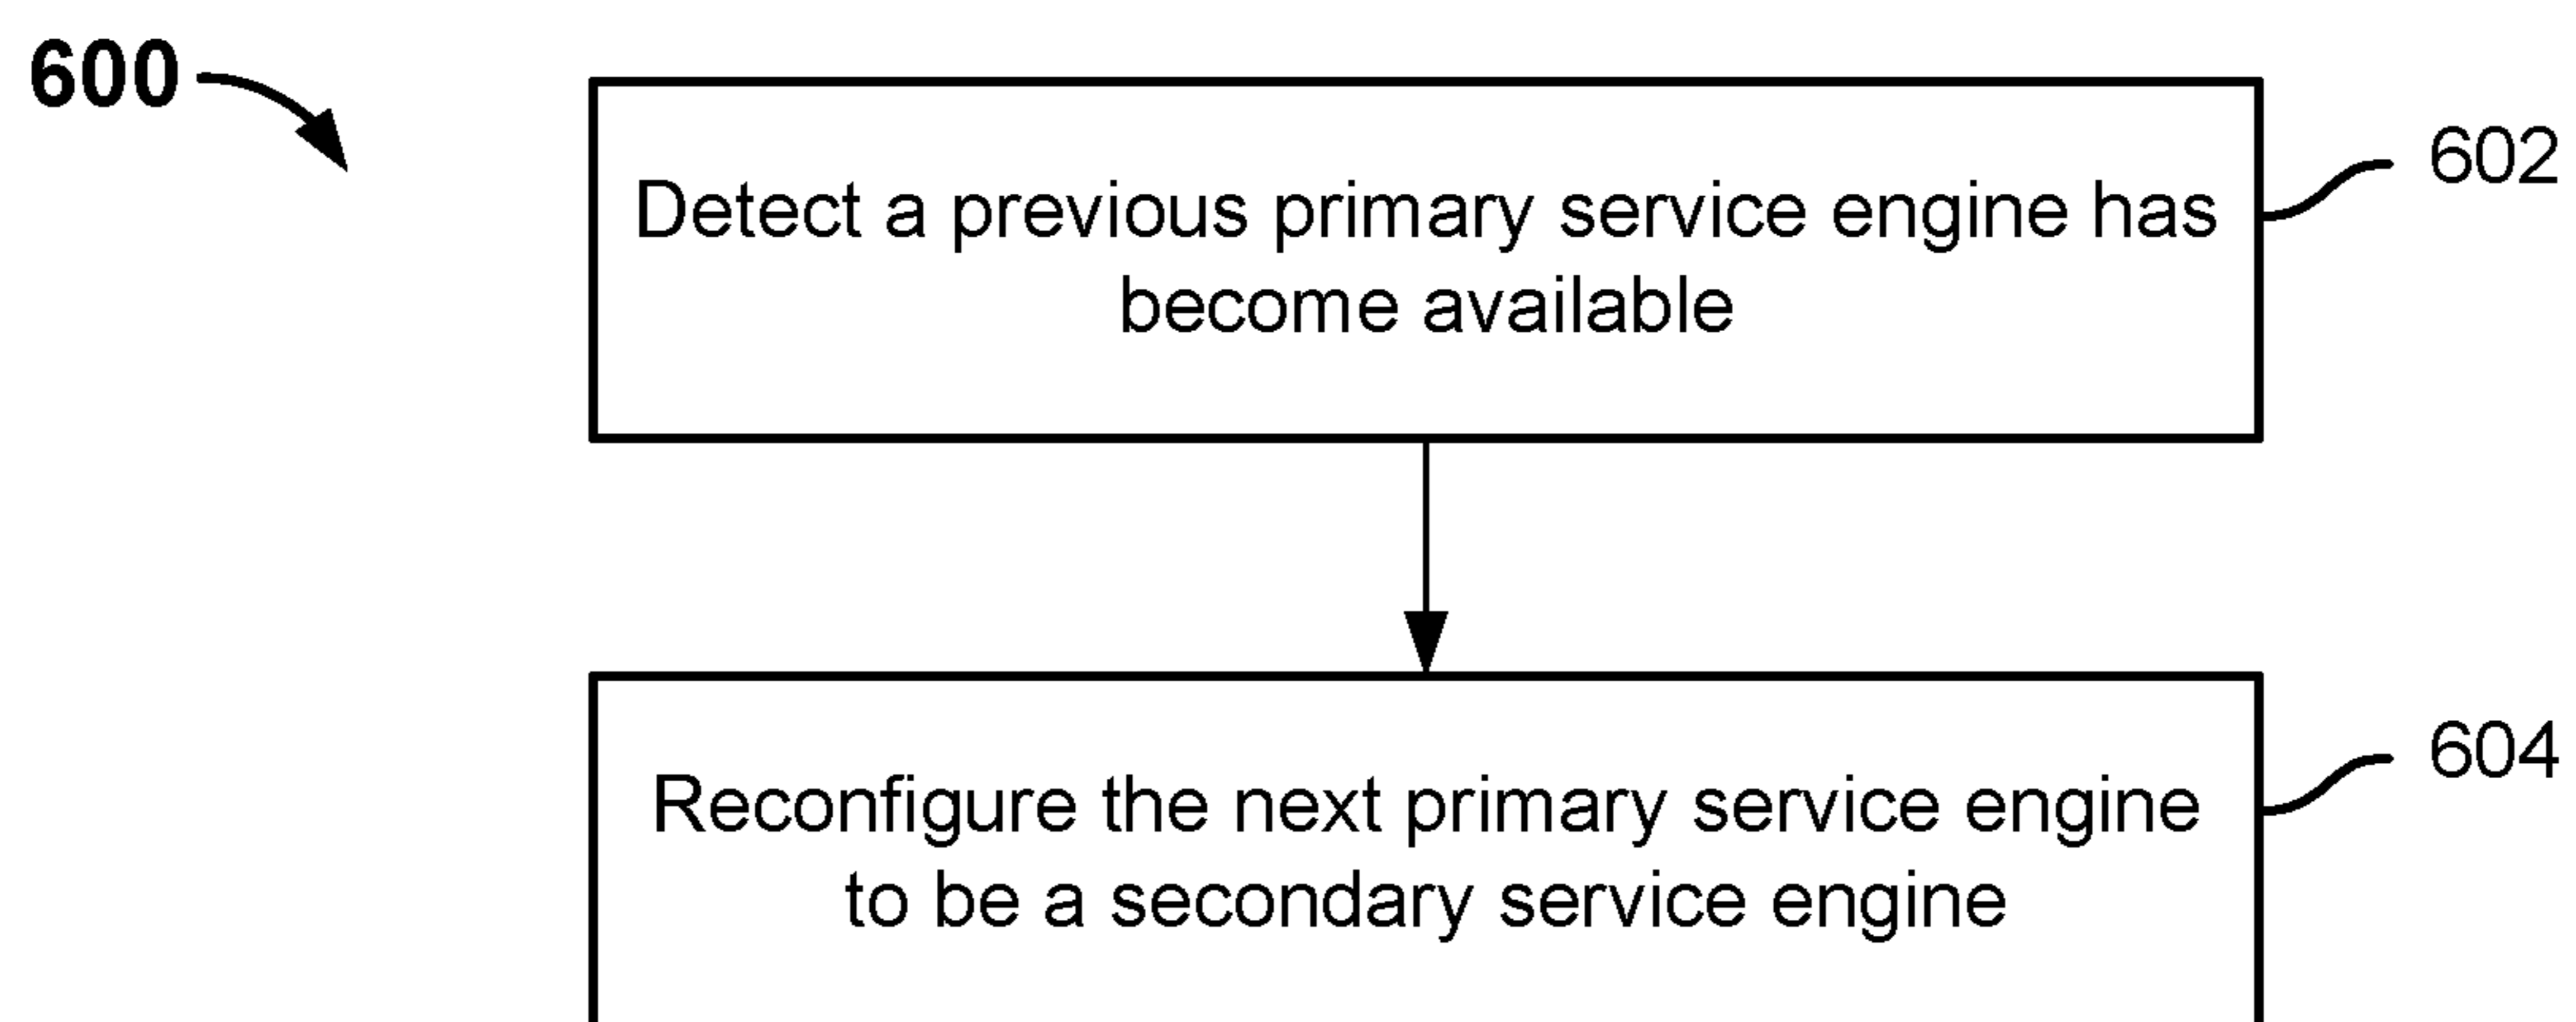 600
Detect a previous primary service engine has
become available
602
Reconfigure the next primary service engine
to be a secondary service engine
604